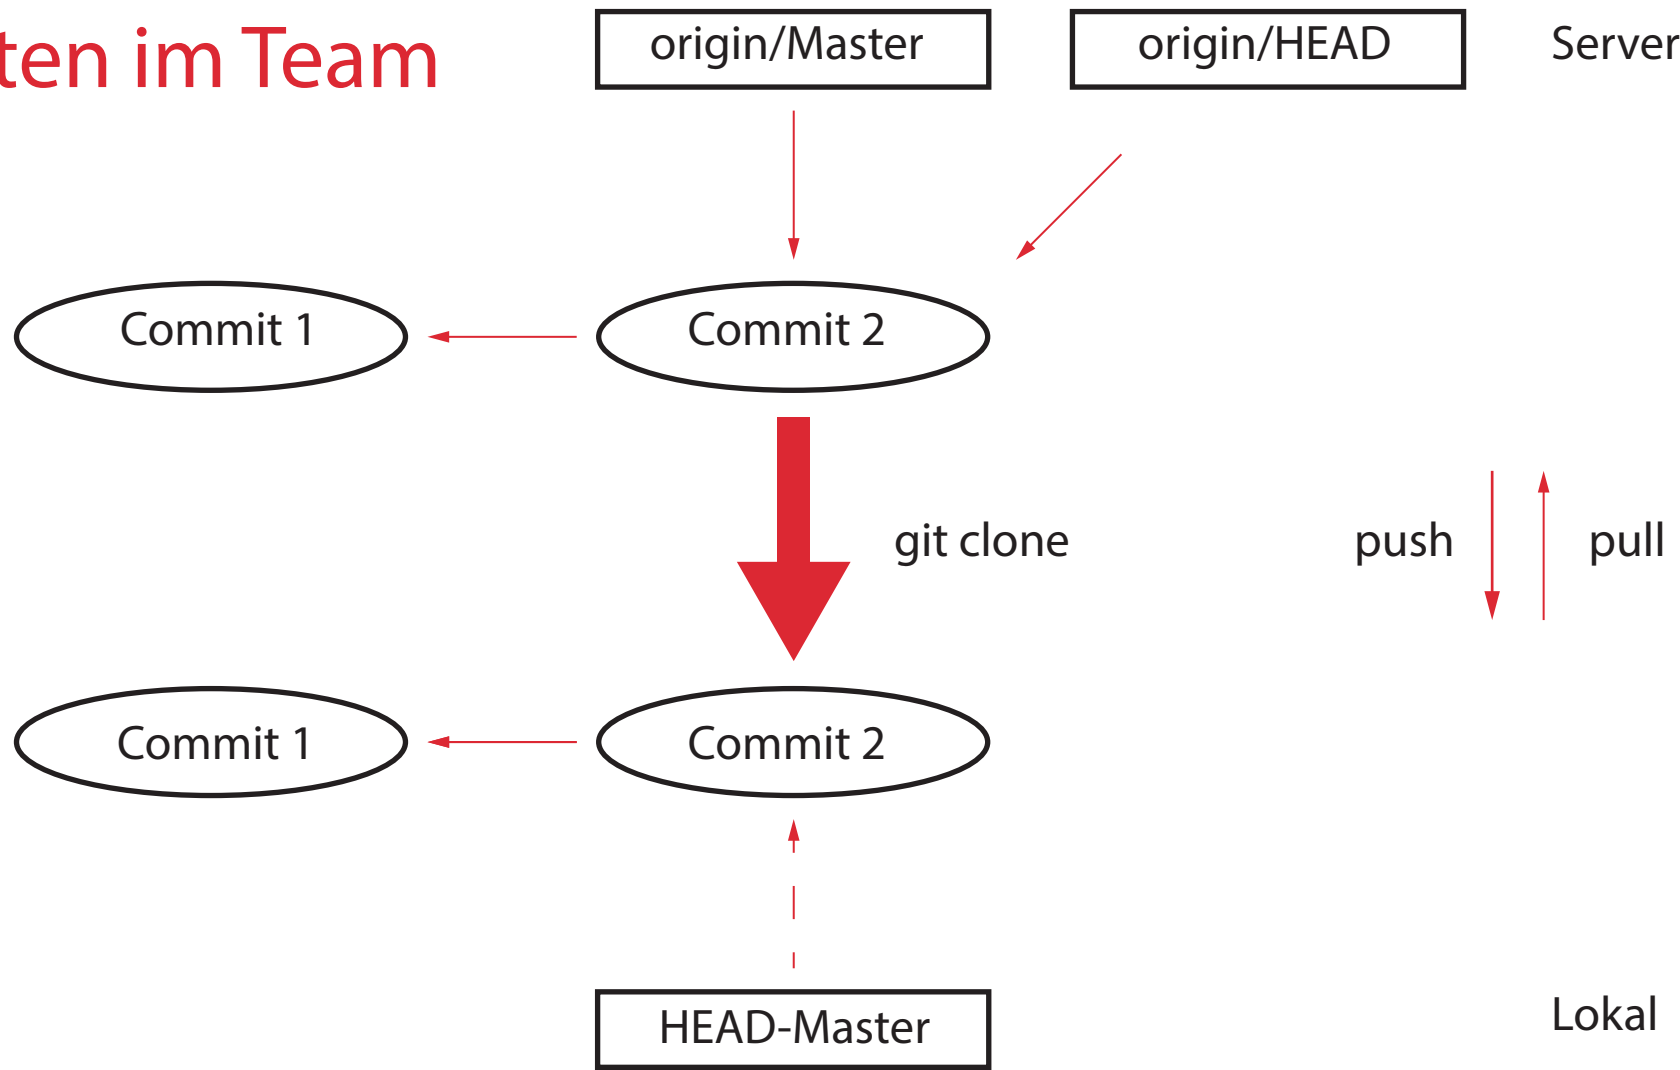 ten im Team
origin/Master
origin/HEAD
Server
Commit 1
Commit 2
git clone
push
pull
Commit 1
Commit 2
HEAD-Master
Lokal